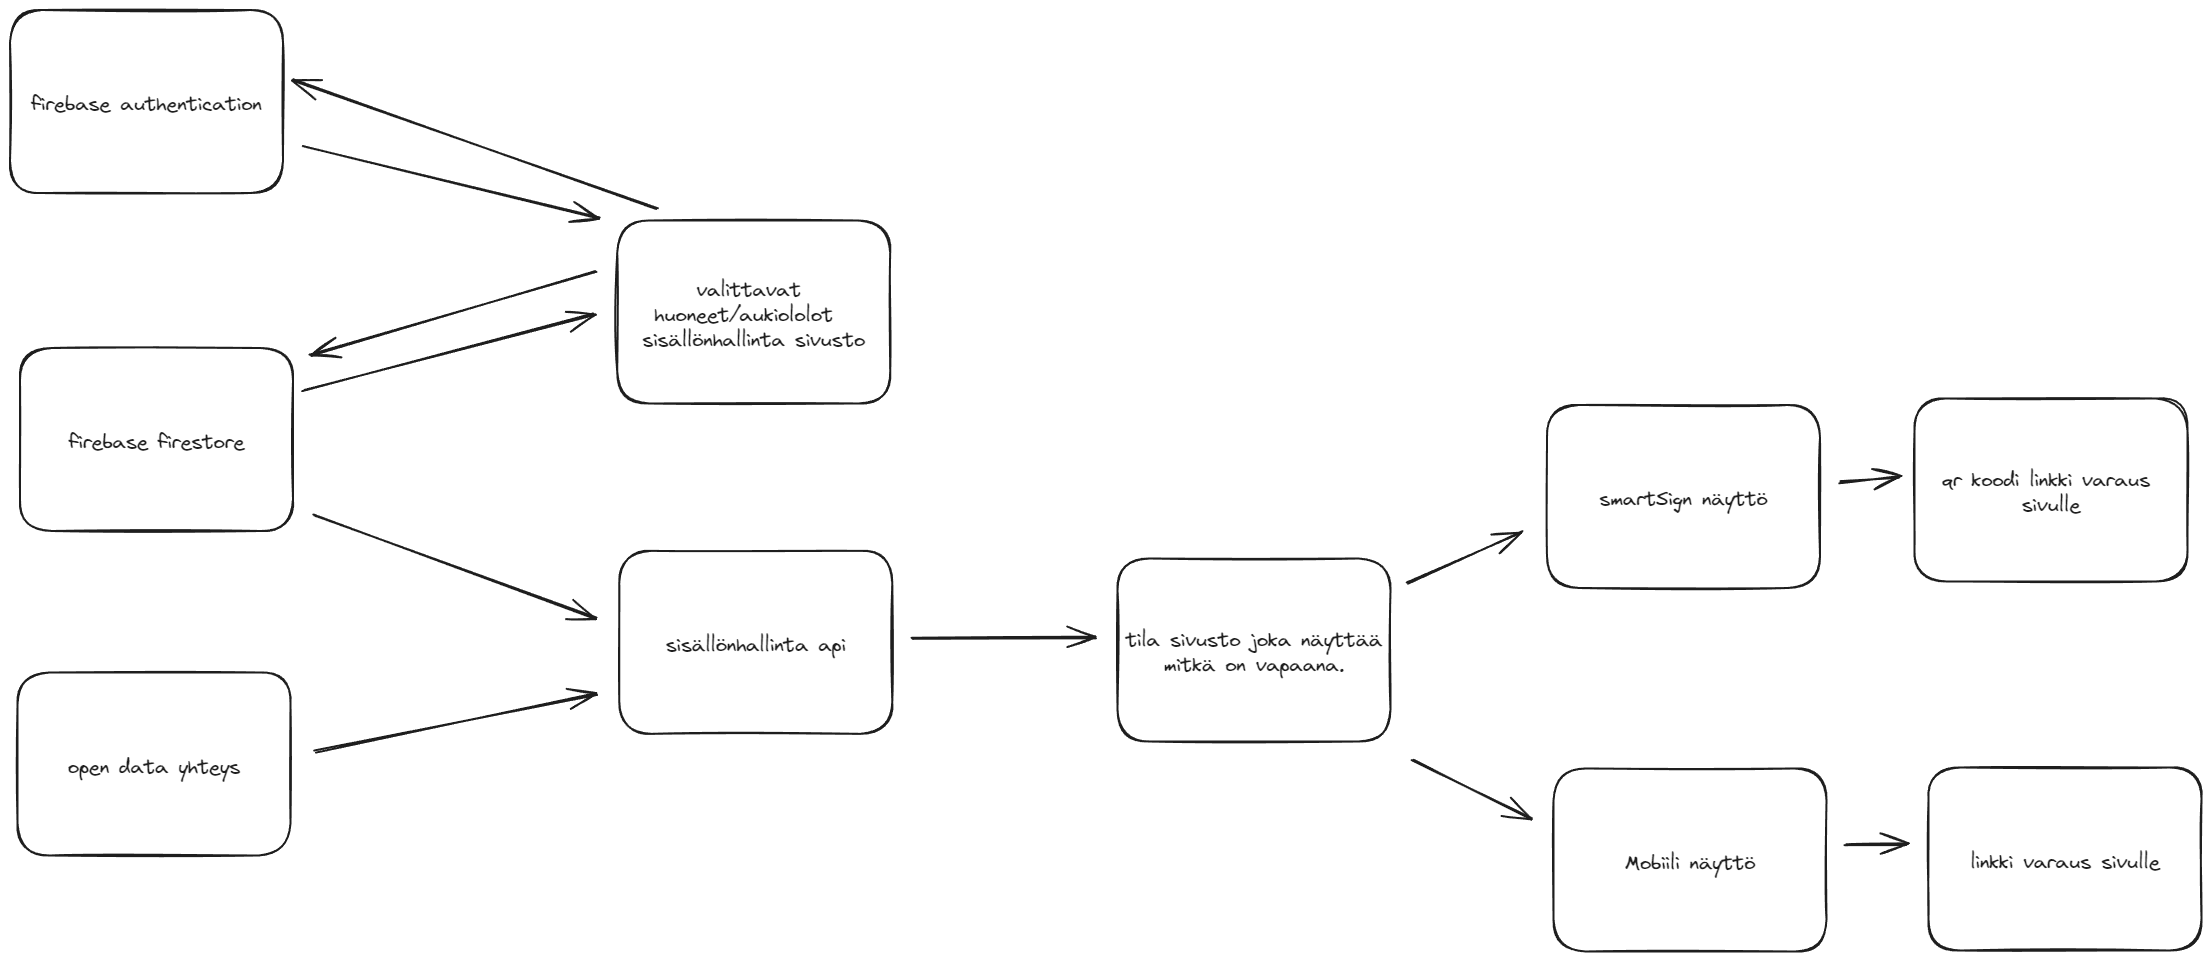 firebase authentication
valittavat
huoneet/aukiololot
sisällönhallinta sivusto
firebase firestore
sisällönhallinta api
open data yhteys
tila sivusto joka näyttää
mitkä on vapaana.
smartSign näyttö
qr koodi linkki varaus
sivulle
Mobiili näyttö
linkki varaus sivulle